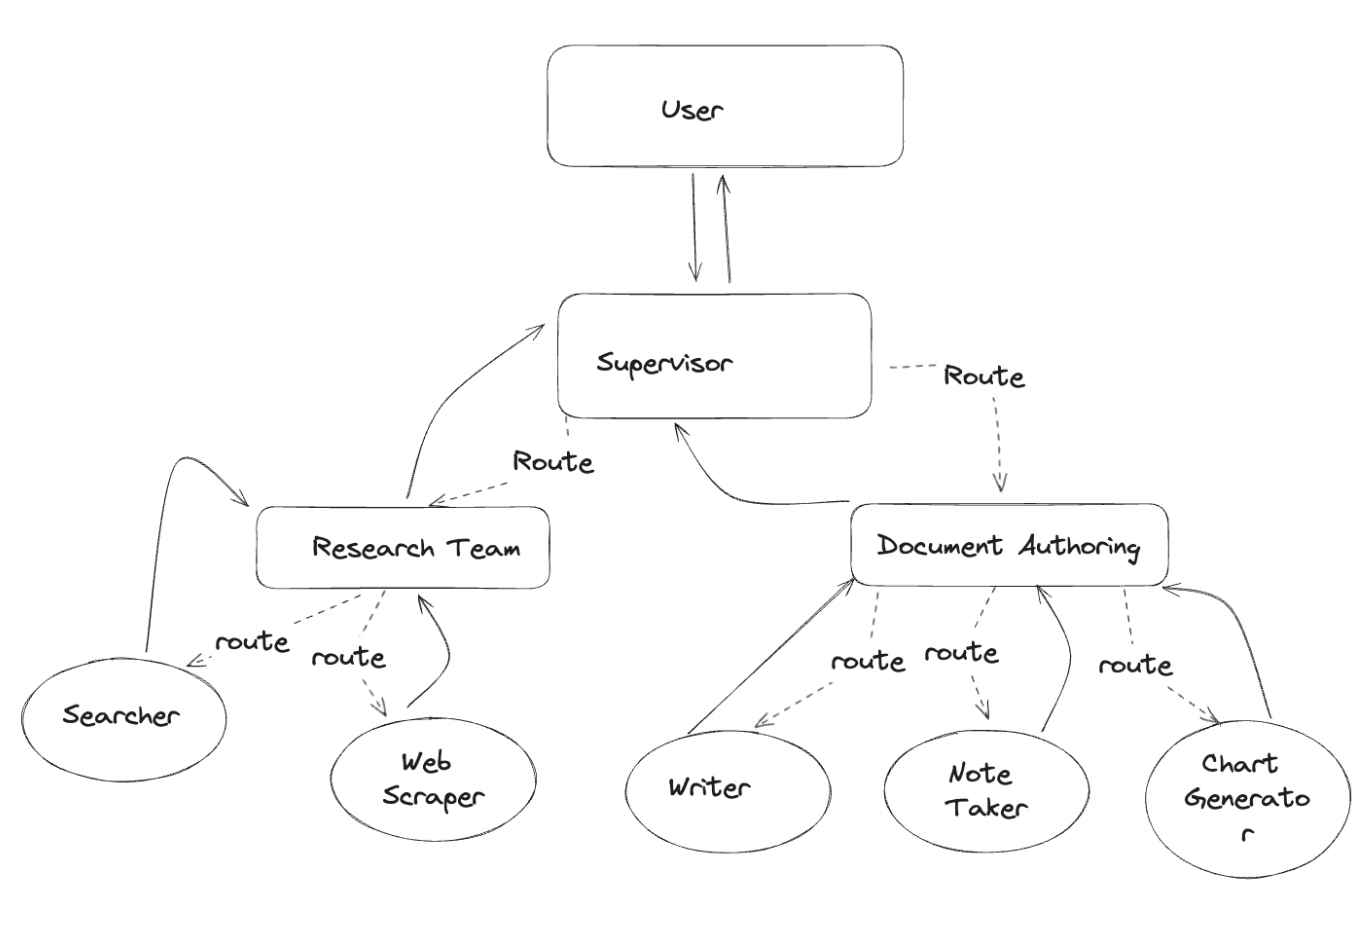 User
Supervisor
Route
Route
Research Team
Document Authoring
route
route
route
route
route
Searcher
Web
Scraper
Writer
Note
Taker
Chart
Generato
r